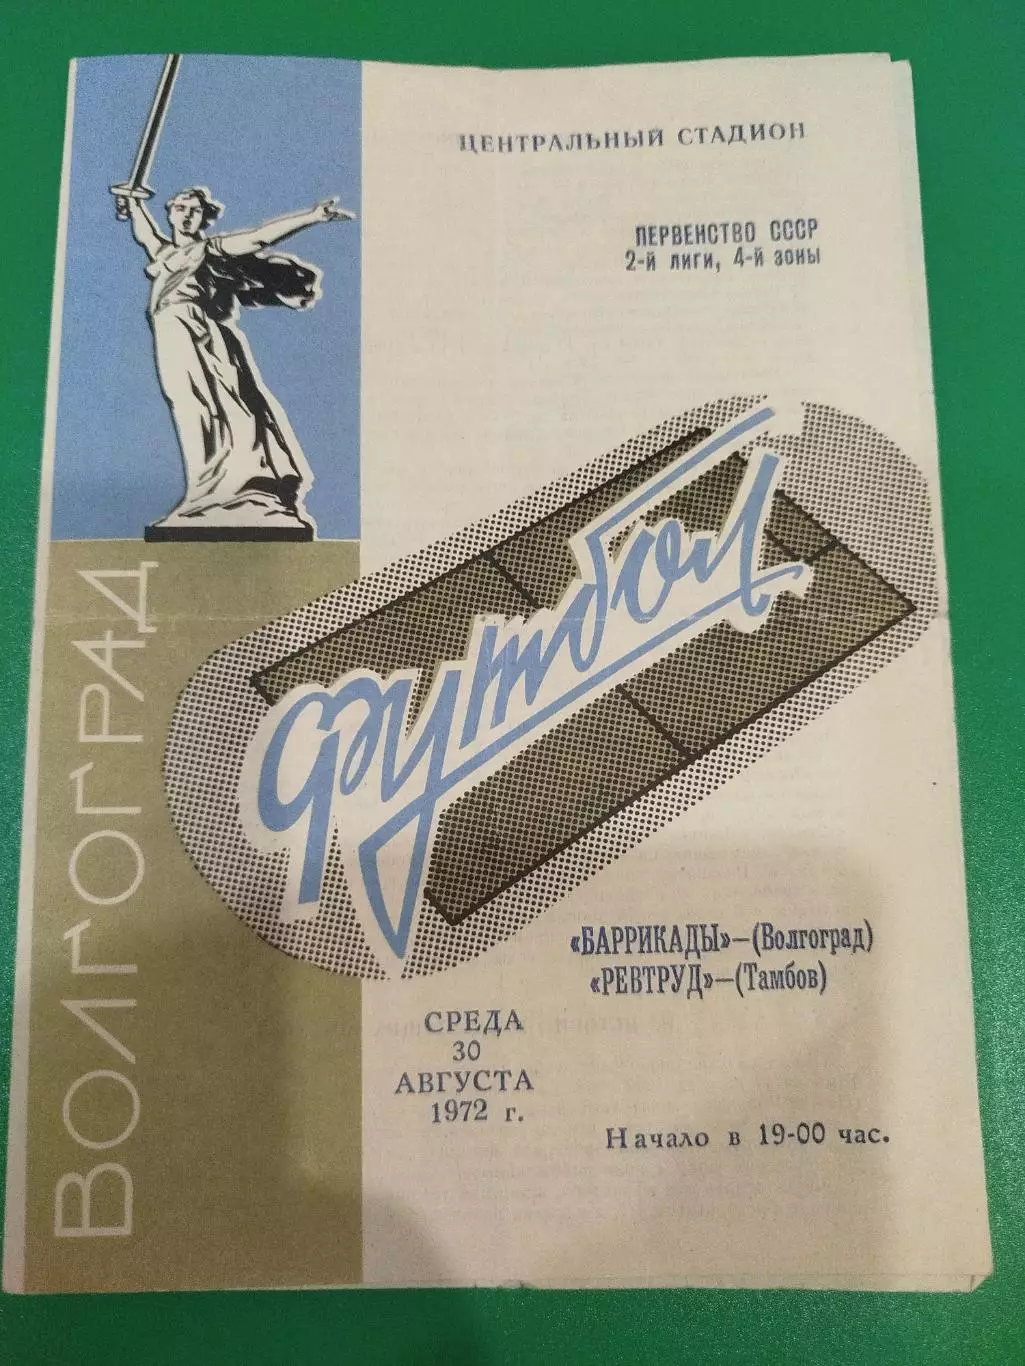 ЦЕНТРАЛЬНЫЙ СТАДИОН
ПЕРВЕНСТВО СССР
2-й ЛИГИ, 4-й ЗОНЫ
ВОЛГОГРАД
футбол
«БАРРИКАДЫ»—(Волгоград)
«РЕВТРУД»—(Тамбов)
СРЕДА
30
АВГУСТА
1972 г.
Начало в 19-00 час.